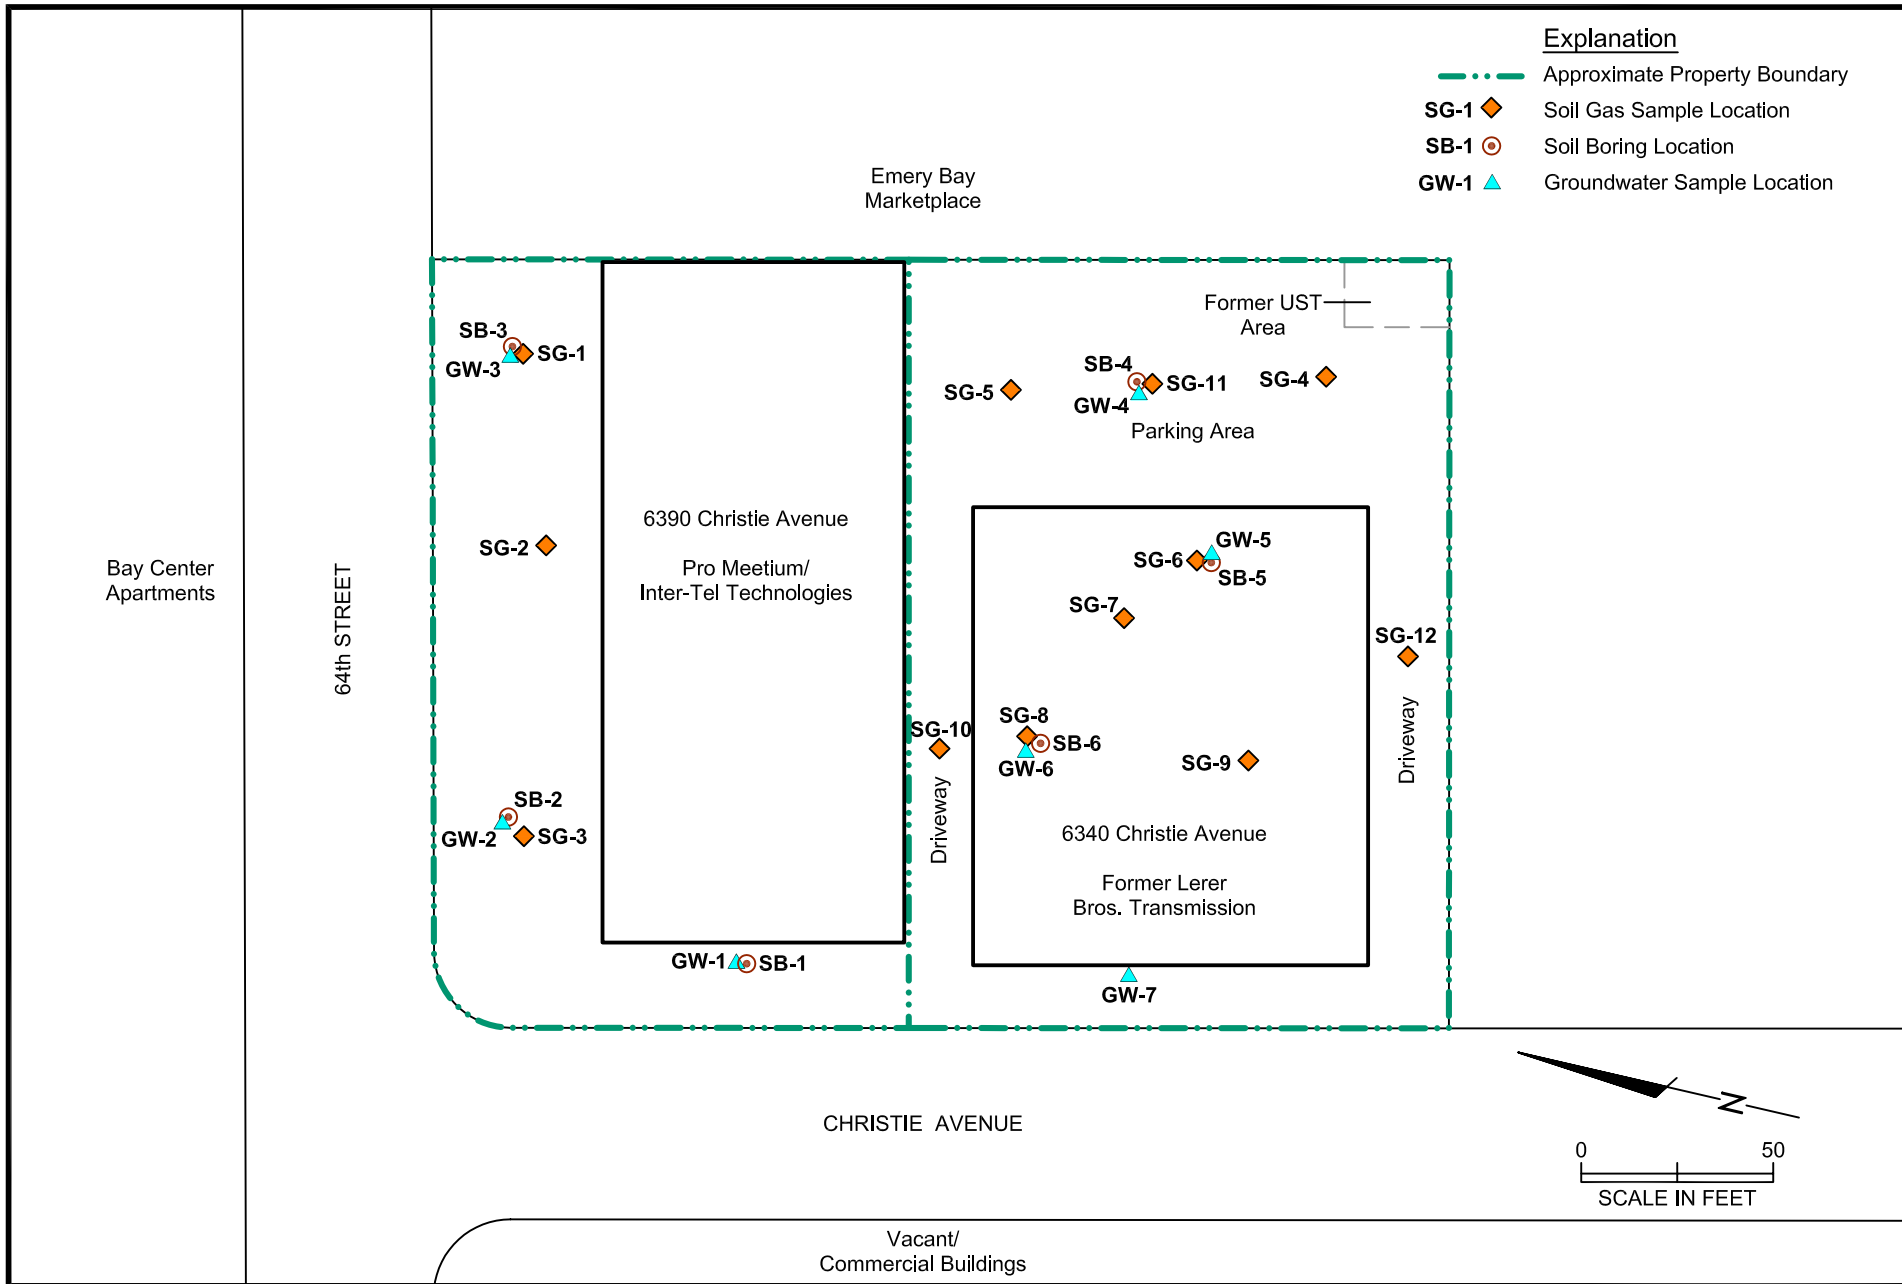 Explanation
Approximate Property Boundary
SG-1 Soil Gas Sample Location
SB-1 Soil Boring Location
GW-1 Groundwater Sample Location
Emery Bay
Marketplace
Former UST
Area
SB-3
SG-1
GW-3
SB-4
SG-11
SG-4
SG-5
GW-4
Parking Area
6390 Christie Avenue
Pro Meetium/
Inter-Tel Technologies
SG-2
Bay Center
Apartments
64th STREET
GW-5
SG-6
SB-5
SG-7
SG-12
Driveway
SG-8
SG-10
SB-6
GW-6
SG-9
Driveway
SB-2
GW-2
SG-3
6340 Christie Avenue
Former Lerer
Bros. Transmission
GW-1
SB-1
GW-7
CHRISTIE AVENUE
N
0 50
SCALE IN FEET
Vacant/
Commercial Buildings